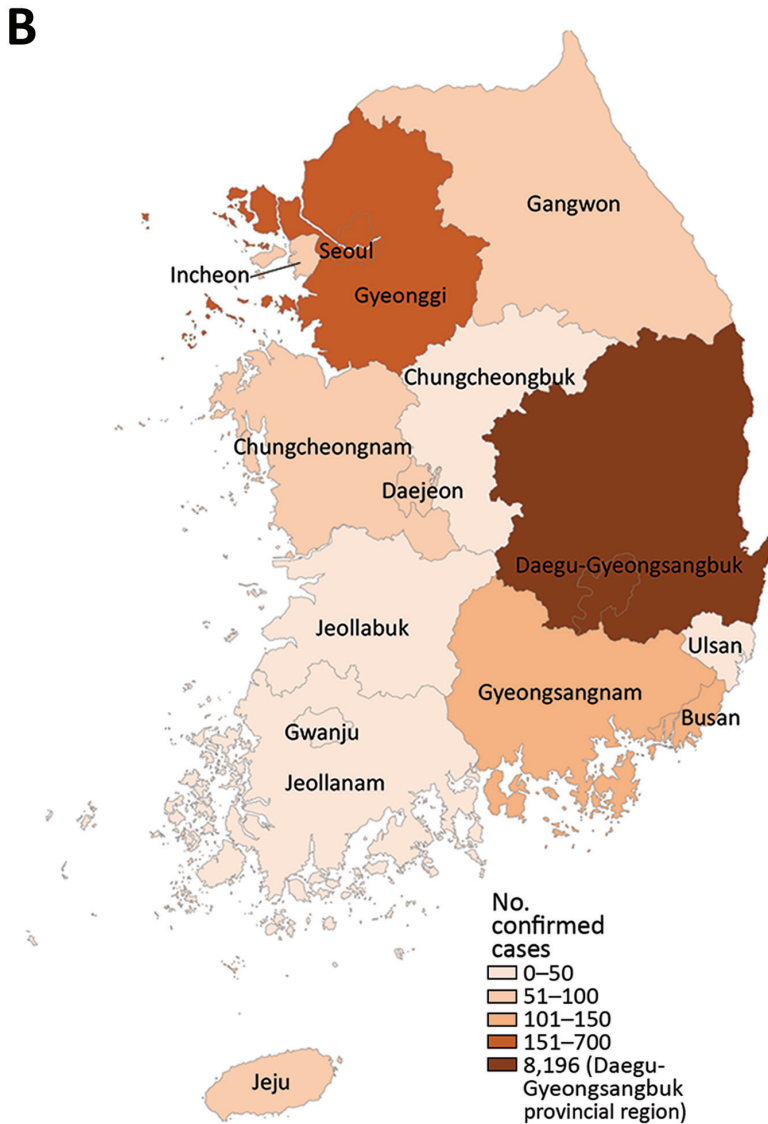 B
Gangwon
Seoul
Incheon
Gyeonggi
Chungcheongbuk
Chungcheongnam
Daejeon
Daegu-Gyeongsangbuk
Jeollabuk
Ulsan
Gyeongsangnam
Busan
Gwanju
Jeollanam
No.
confirmed
cases
0–50
51–100
101–150
151–700
8,196 (Daegu-
Gyeongsangbuk
provincial region)
Jeju